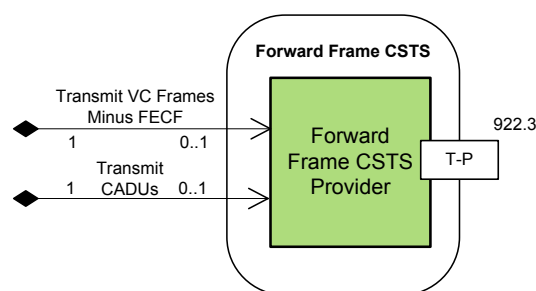 Forward Frame CSTS
Transmit VC Frames
Minus FECF
1 0..1
Transmit
CADUs
1 0..1
Forward
Frame CSTS
Provider
T-P
922.3